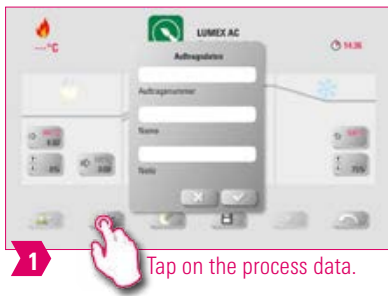 ---°C
LUMEX AC
14:36
Auftragsdaten
Auftragsnummer
Name
Notiz
1
Tap on the process data.